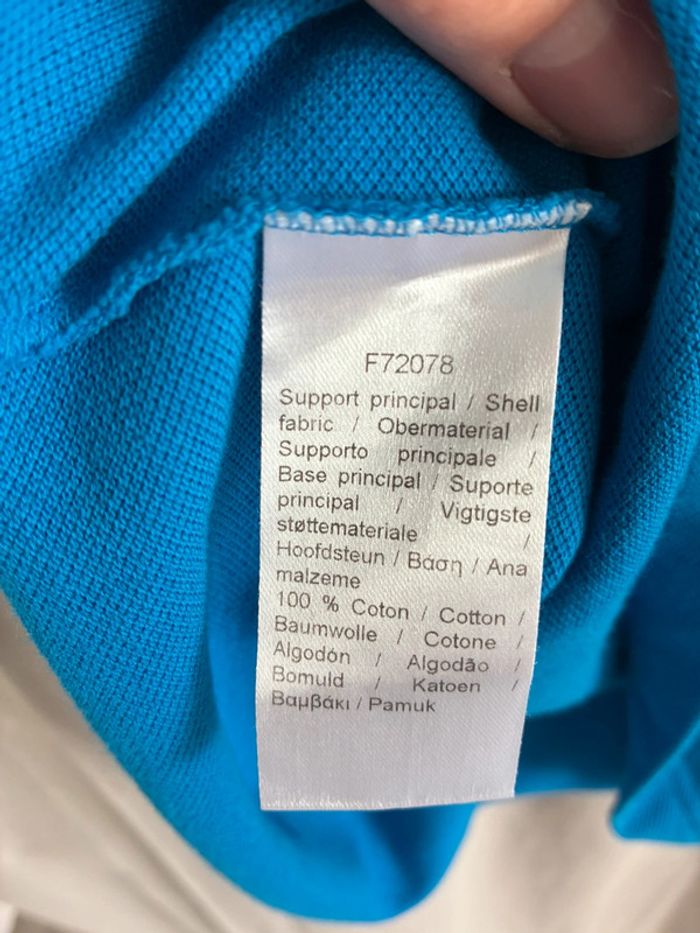 F72078
Support principal / Shell
fabric / Obermaterial /
Supporto principale /
Base principal / Suporte
principal / Vigtigste
støttemateriale /
Hoofdsteun / Βάση / Ana
malzeme
100 % Coton / Cotton /
Baumwolle / Cotone /
Algodón / Algodão /
Bomuld / Katoen /
Βαμβάκι / Pamuk